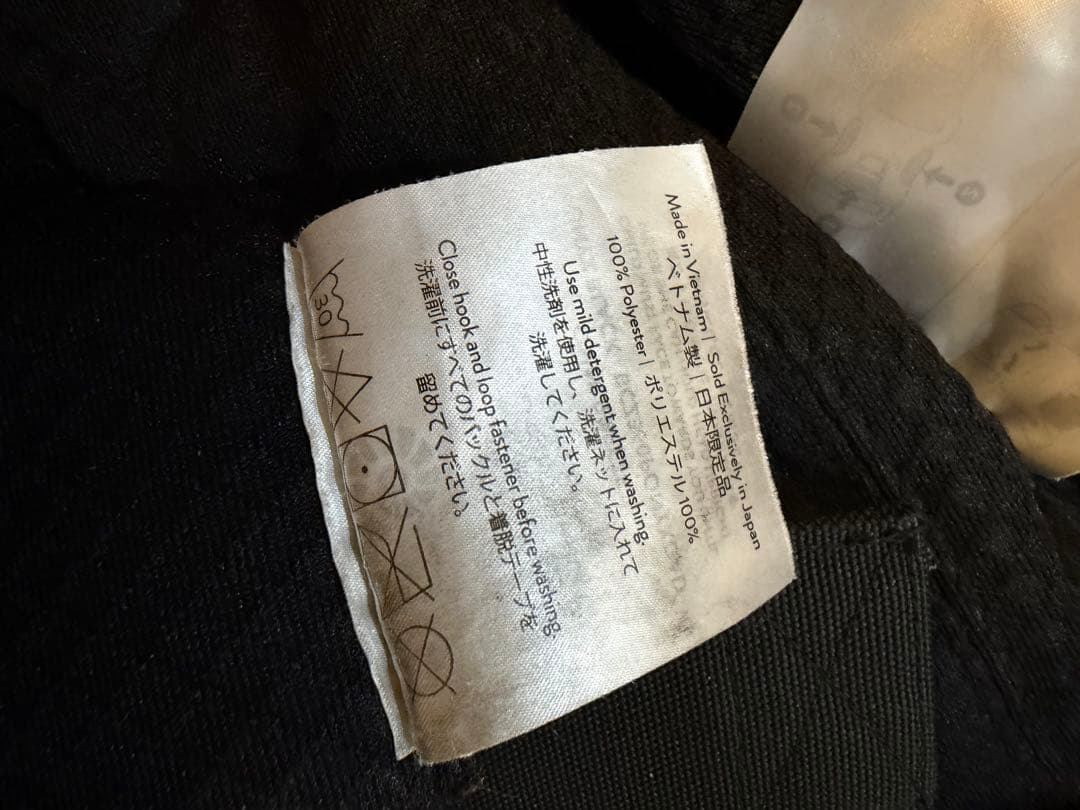 Made in Vietnam | Sold Exclusively in Japan
ベトナム製 | 日本限定品
100% Polyester | ポリエステル100%
Use mild detergent when washing.
中性洗剤を使用し、洗濯ネットに入れて
洗濯してください。
Close hook and loop fastener before washing.
洗濯前にすべてのバックルと着脱テープを
留めてください。
30